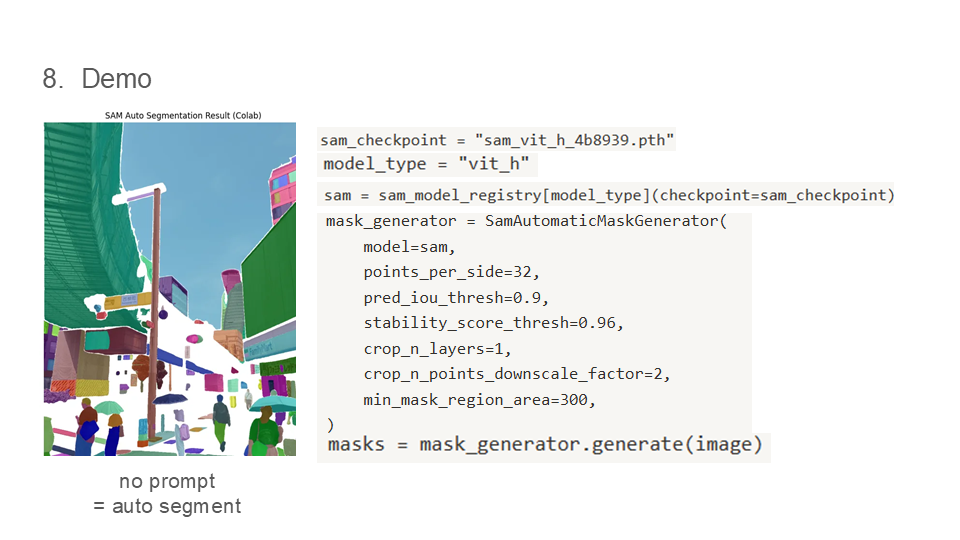 8. Demo
SAM Auto Segmentation Result (Colab)
no prompt
= auto segment
sam_checkpoint = "sam_vit_h_4b8939.pth"
model_type = "vit_h"
sam = sam_model_registry[model_type](checkpoint=sam_checkpoint)
mask_generator = SamAutomaticMaskGenerator(
    model=sam,
    points_per_side=32,
    pred_iou_thresh=0.9,
    stability_score_thresh=0.96,
    crop_n_layers=1,
    crop_n_points_downscale_factor=2,
    min_mask_region_area=300,
)
masks = mask_generator.generate(image)